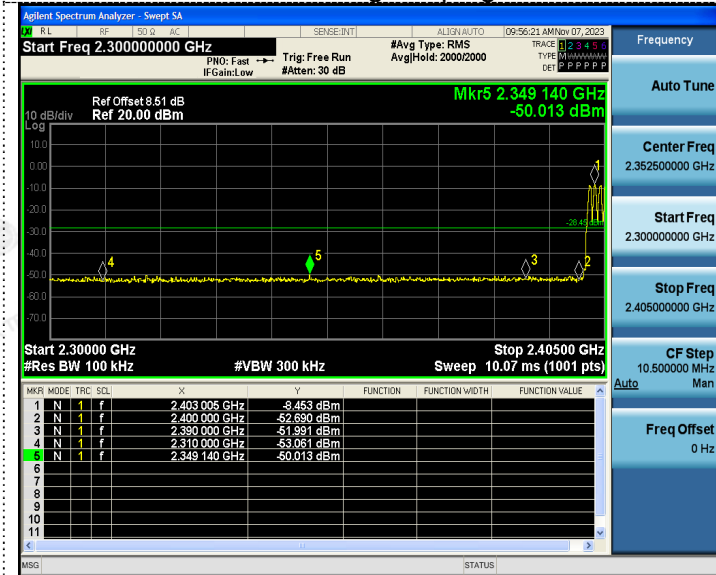 Agilent Spectrum Analyzer - Swept SA
LXI RL RF 50 Ω AC SENSE:INT ALIGN AUTO 09:56:21 AM Nov 07, 2023
Start Freq 2.300000000 GHz
PNO: Fast
IFGain:Low
Trig: Free Run
#Atten: 30 dB
#Avg Type: RMS
Avg|Hold: 2000/2000
TRACE 1 2 3 4 5 6
TYPE M
DET P P P P P P
Ref Offset 8.51 dB
10 dB/div Ref 20.00 dBm
Log
Mkr5 2.349 140 GHz
-50.013 dBm
10.0
0.00
-10.0
-20.0
-30.0
-40.0
-50.0
-60.0
-70.0
1
4
5
3
2
Start 2.30000 GHz Stop 2.40500 GHz
#Res BW 100 kHz #VBW 300 kHz Sweep 10.07 ms (1001 pts)
MKR MODE TRC SCL X Y FUNCTION FUNCTION WIDTH FUNCTION VALUE
1 N 1 f 2.403 005 GHz -8.453 dBm
2 N 1 f 2.400 000 GHz -52.690 dBm
3 N 1 f 2.390 000 GHz -51.991 dBm
4 N 1 f 2.310 000 GHz -53.061 dBm
5 N 1 f 2.349 140 GHz -50.013 dBm
6
7
8
9
10
11
MSG STATUS
Frequency
Auto Tune
Center Freq
2.352500000 GHz
Start Freq
2.300000000 GHz
Stop Freq
2.405000000 GHz
CF Step
10.500000 MHz
Auto Man
Freq Offset
0 Hz